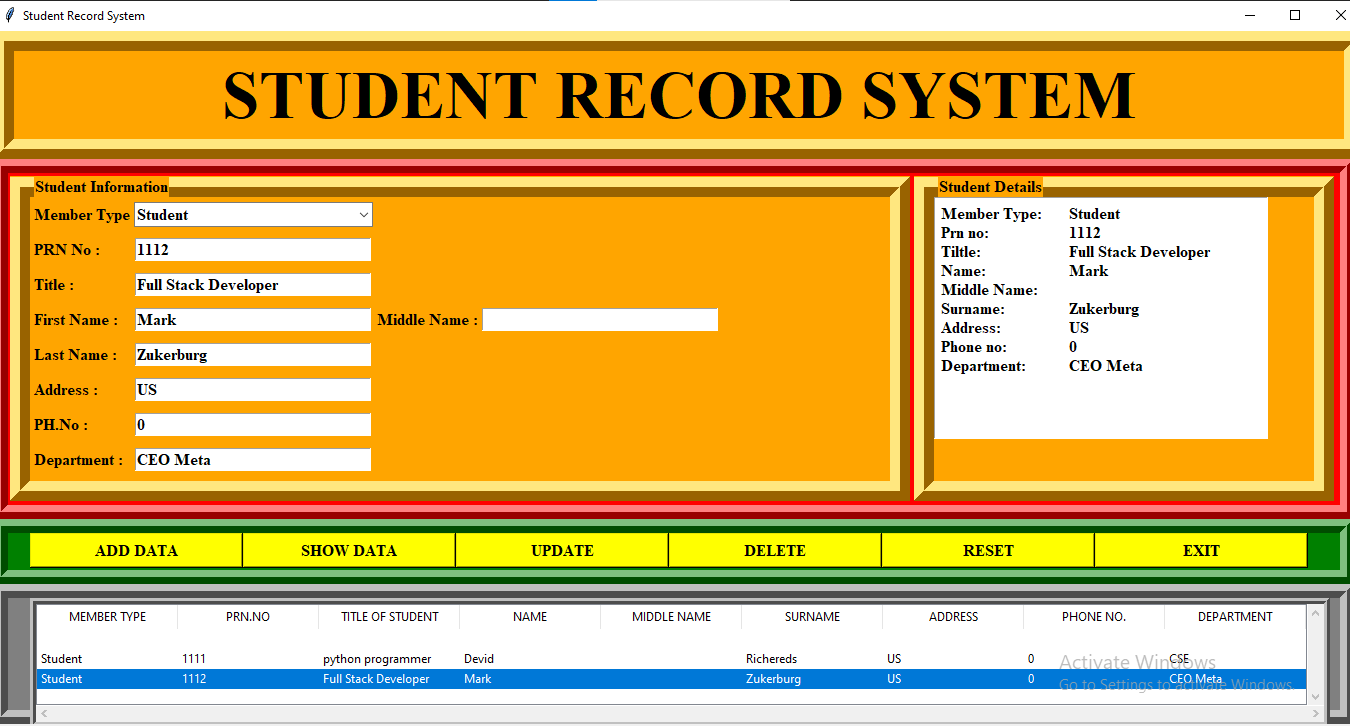 Student Record System
STUDENT RECORD SYSTEM
Student Information
Member Type Student
PRN No : 1112
Title : Full Stack Developer
First Name : Mark Middle Name :
Last Name : Zukerburg
Address : US
PH.No : 0
Department : CEO Meta
Student Details
Member Type: Student
Prn no: 1112
Tiltle: Full Stack Developer
Name: Mark
Middle Name:
Surname: Zukerburg
Address: US
Phone no: 0
Department: CEO Meta
ADD DATA SHOW DATA UPDATE DELETE RESET EXIT
MEMBER TYPE PRN.NO TITLE OF STUDENT NAME MIDDLE NAME SURNAME ADDRESS PHONE NO. DEPARTMENT
Student 1111 python programmer Devid Richereds US 0 CSE
Student 1112 Full Stack Developer Mark Zukerburg US 0 CEO Meta
Activate Windows
Go to Settings to activate Windows.